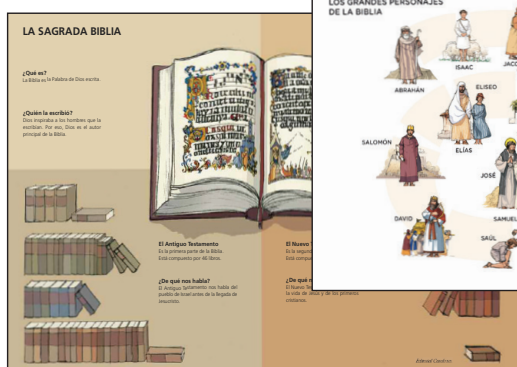 LA SAGRADA BIBLIA
¿Qué es?
La Biblia es la Palabra de Dios escrita.
¿Quién la escribió?
Dios inspiraba a los hombres que la
escribían. Por eso, Dios es el autor
principal de la Biblia.
El Antiguo Testamento
Es la primera parte de la Biblia.
Está compuesta por 46 libros.
¿De qué nos habla?
El Antiguo Testamento nos habla del
pueblo de Israel antes de la llegada de
Jesucristo.
El Nuevo
Es la segunda
Está
¿De qué
El Nuevo
la vida de Jesús y de los primeros
cristianos.
LOS GRANDES PERSONAJES
DE LA BIBLIA
ABRAHÁN
ISAAC
ELISEO
SALOMÓN
ELÍAS
JOSÉ
DAVID
SAMUEL
SAÚL